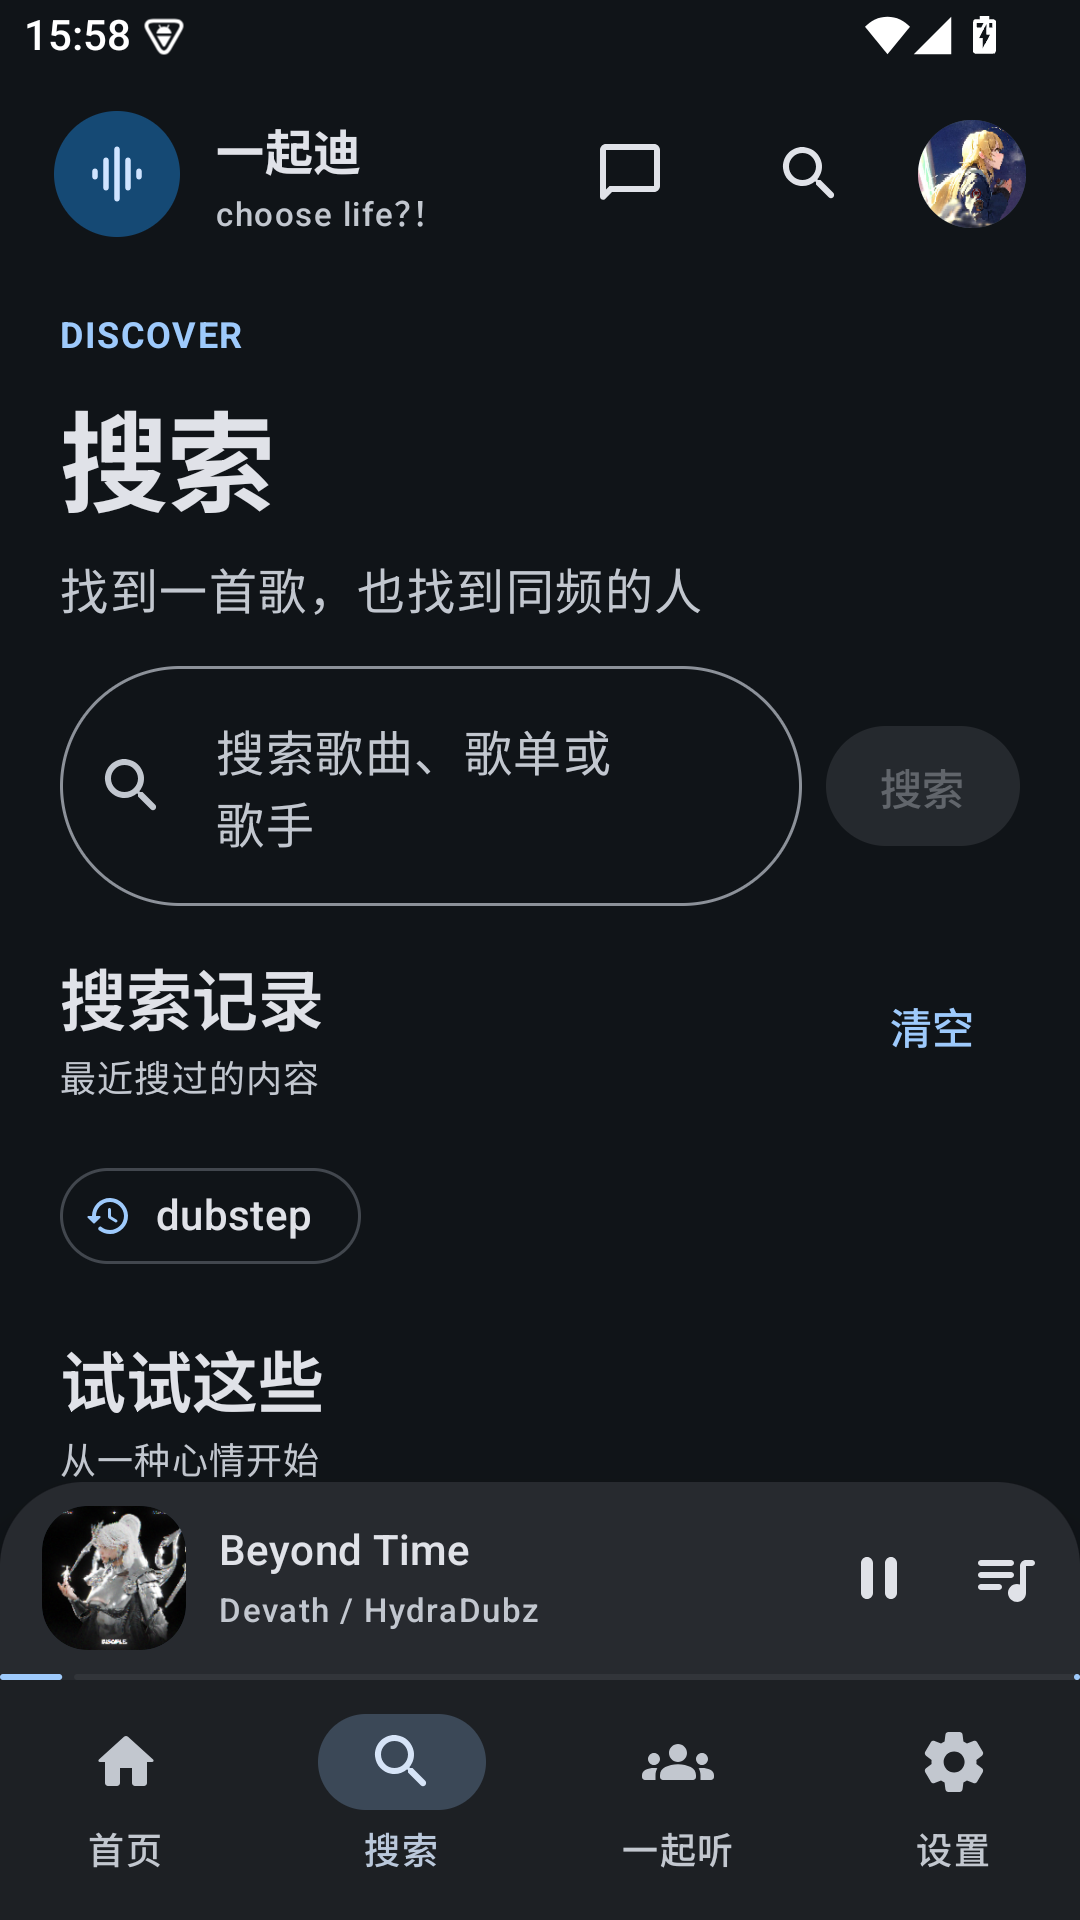 15:58
一起迪
choose life?!
DISCOVER
搜索
找到一首歌，也找到同频的人
搜索歌曲、歌单或
歌手
搜索
搜索记录
清空
最近搜过的内容
dubstep
试试这些
从一种心情开始
Beyond Time
Devath / HydraDubz
首页
搜索
一起听
设置